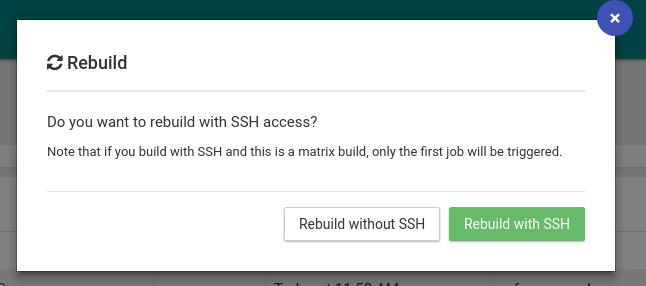 Rebuild
Do you want to rebuild with SSH access?
Note that if you build with SSH and this is a matrix build, only the first job will be triggered.
Rebuild without SSH
Rebuild with SSH